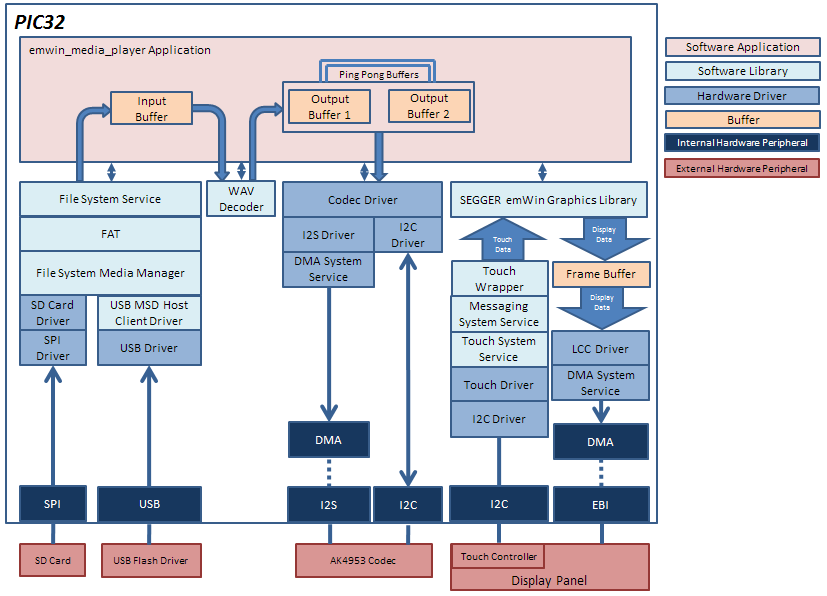 PIC32
emwin_media_player Application
Ping Pong Buffers
Input
Buffer
Output
Buffer 1
Output
Buffer 2
File System Service
WAV
Decoder
Codec Driver
SEGGER emWin Graphics Library
FAT
I2S Driver
I2C
Driver
Touch
Data
Display
Data
File System Media Manager
DMA System
Service
Touch
Wrapper
Frame Buffer
SD Card
Driver
USB MSD Host
Client Driver
Messaging
System Service
Display
Data
SPI
Driver
USB Driver
Touch System
Service
LCC Driver
Touch Driver
DMA System
Service
I2C Driver
DMA
DMA
SPI
USB
I2S
I2C
I2C
EBI
SD Card
USB Flash Driver
AK4953 Codec
Touch Controller
Display Panel
Software Application
Software Library
Hardware Driver
Buffer
Internal Hardware Peripheral
External Hardware Peripheral